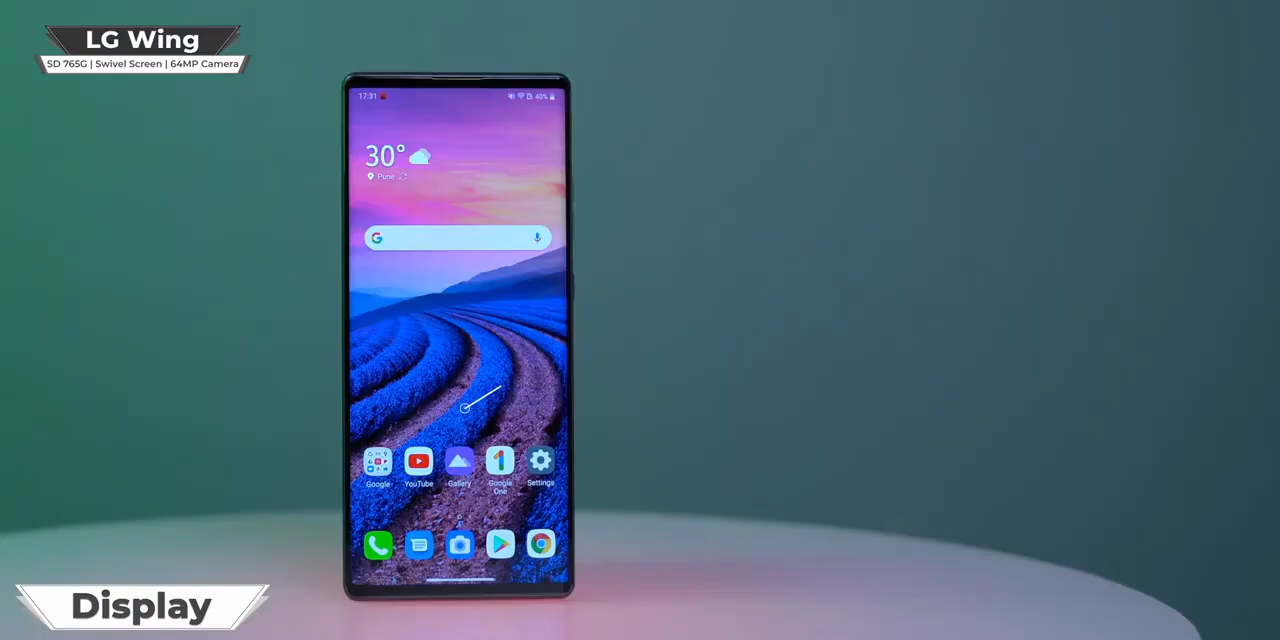 LG Wing
SD 765G | Swivel Screen | 64MP Camera
17:31
40%
30°
Pune
G
Google
YouTube
Gallery
Google One
Settings
Display